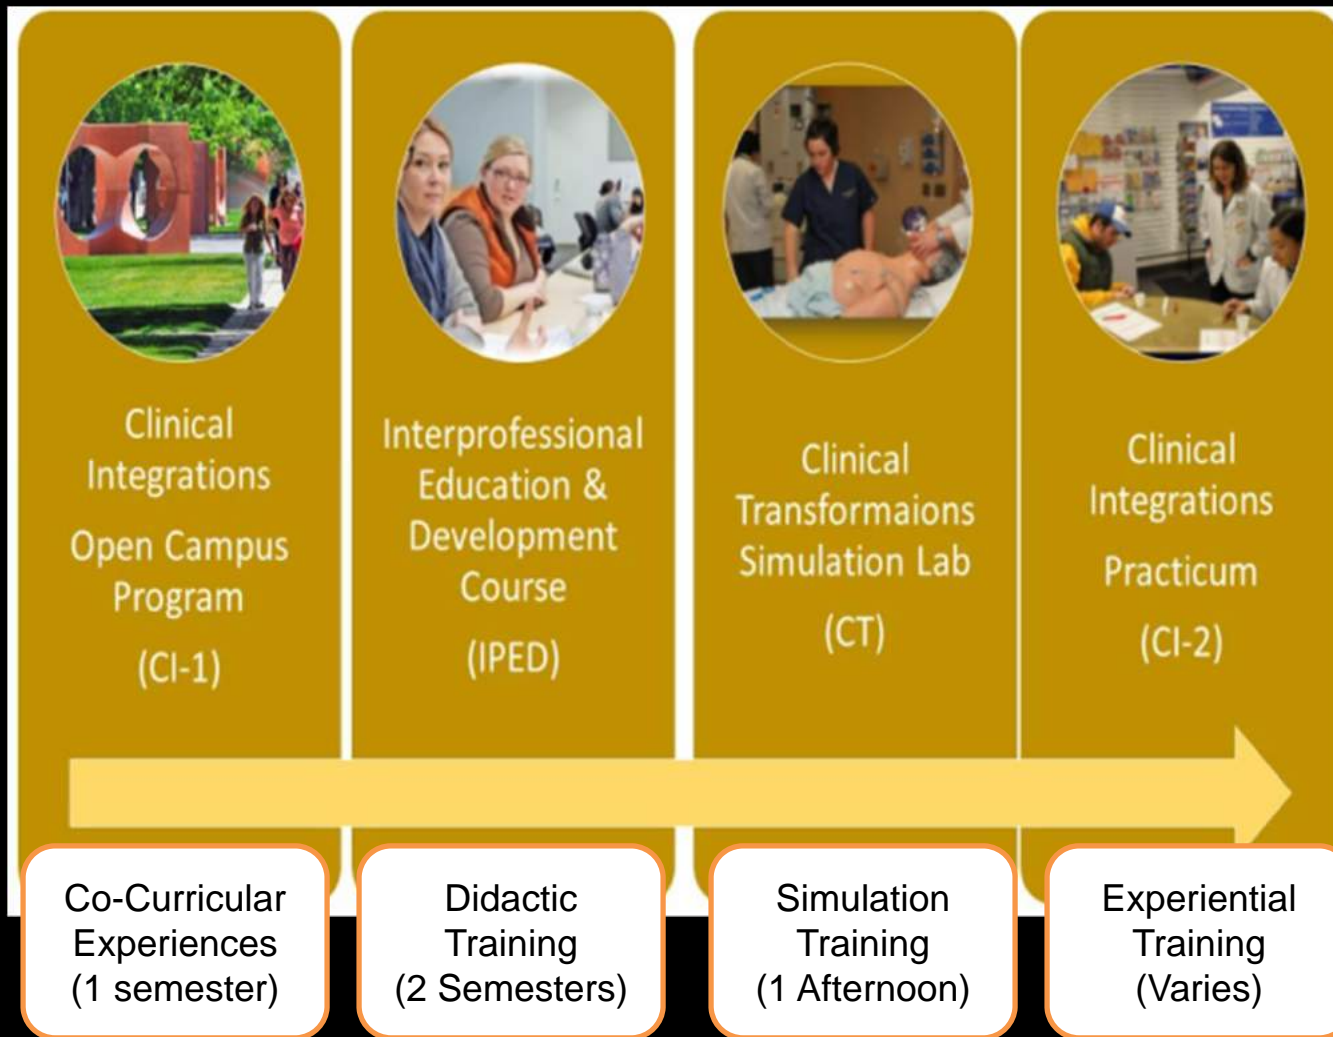 Clinical
Integrations
Open Campus
Program
(CI-1)
Interprofessional
Education &
Development
Course
(IPED)
Clinical
Transformaions
Simulation Lab
(CT)
Clinical
Integrations
Practicum
(CI-2)
Co-Curricular
Experiences
(1 semester)
Didactic
Training
(2 Semesters)
Simulation
Training
(1 Afternoon)
Experiential
Training
(Varies)